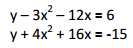 y – 3x² – 12x = 6
y + 4x² + 16x = -15